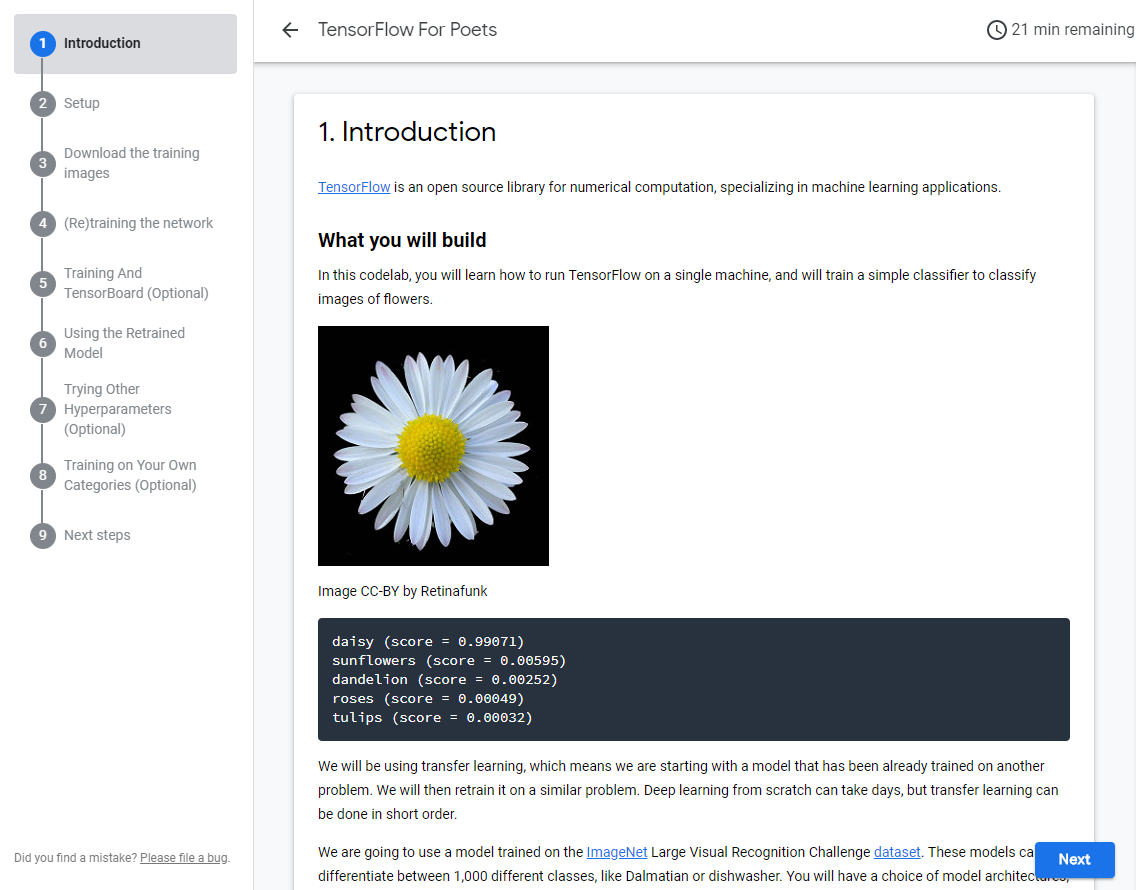 1 Introduction
2 Setup
3 Download the training
images
4 (Re)training the network
5 Training And
TensorBoard (Optional)
6 Using the Retrained
Model
7 Trying Other
Hyperparameters
(Optional)
8 Training on Your Own
Categories (Optional)
9 Next steps
Did you find a mistake? Please file a bug.
TensorFlow For Poets
21 min remaining
1. Introduction
TensorFlow is an open source library for numerical computation, specializing in machine learning applications.
What you will build
In this codelab, you will learn how to run TensorFlow on a single machine, and will train a simple classifier to classify
images of flowers.
Image CC-BY by Retinafunk
daisy (score = 0.99071)
sunflowers (score = 0.00595)
dandelion (score = 0.00252)
roses (score = 0.00049)
tulips (score = 0.00032)
We will be using transfer learning, which means we are starting with a model that has been already trained on another
problem. We will then retrain it on a similar problem. Deep learning from scratch can take days, but transfer learning can
be done in short order.
We are going to use a model trained on the ImageNet Large Visual Recognition Challenge dataset. These models
differentiate between 1,000 different classes, like Dalmatian or dishwasher. You will have a choice of model architectures,
Next